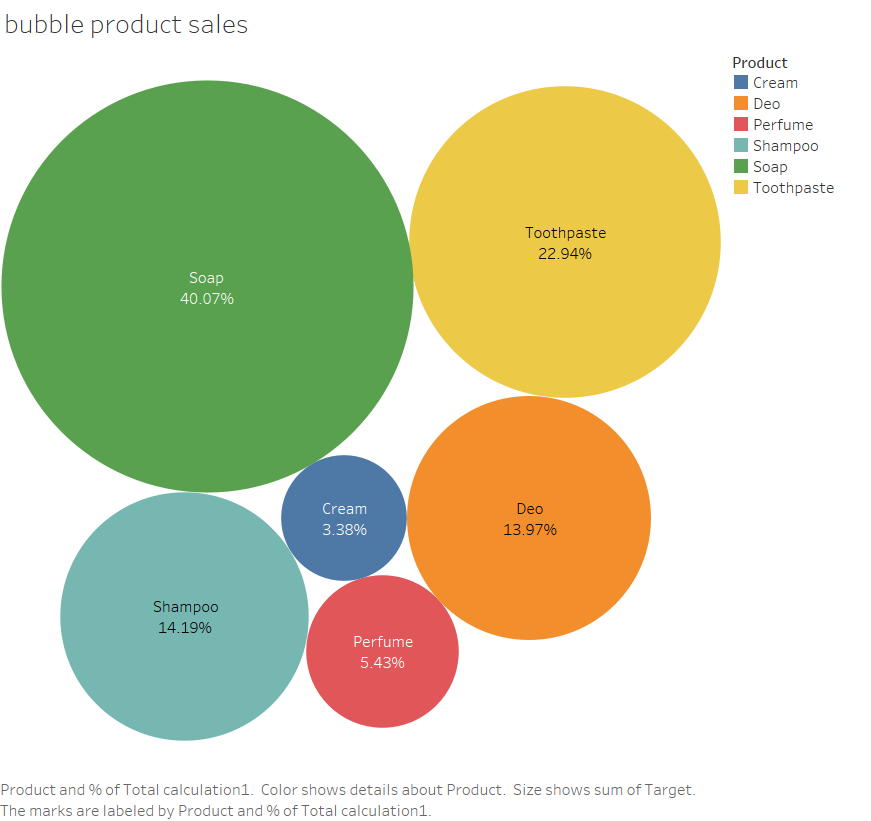 bubble product sales
Product
Cream
Deo
Perfume
Shampoo
Soap
Toothpaste
Soap
40.07%
Toothpaste
22.94%
Cream
3.38%
Deo
13.97%
Shampoo
14.19%
Perfume
5.43%
Product and % of Total calculation1.  Color shows details about Product.  Size shows sum of Target.
The marks are labeled by Product and % of Total calculation1.